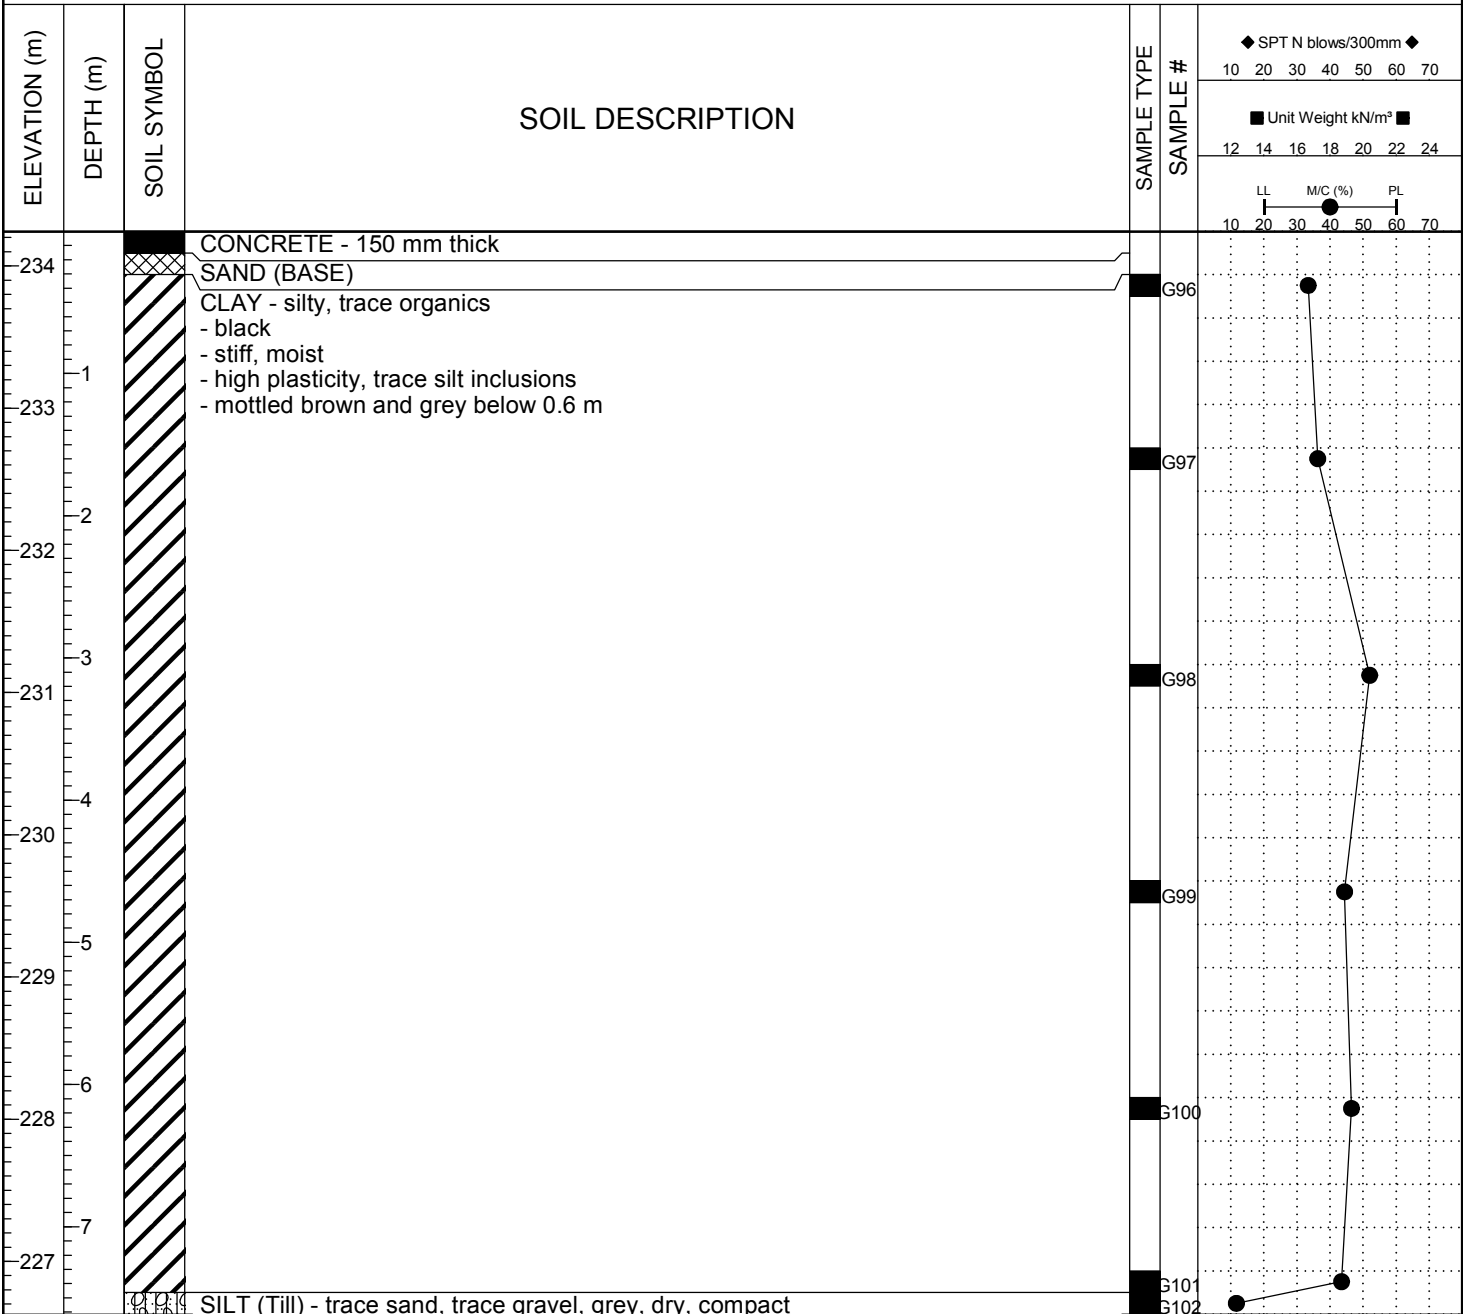 ELEVATION (m)
DEPTH (m)
SOIL SYMBOL
SOIL DESCRIPTION
SAMPLE TYPE
SAMPLE #
◆ SPT N blows/300mm ◆
10 20 30 40 50 60 70
■ Unit Weight kN/m³ ■
12 14 16 18 20 22 24
LL M/C (%) PL
10 20 30 40 50 60 70
CONCRETE - 150 mm thick
234
SAND (BASE)
G96
CLAY - silty, trace organics
- black
- stiff, moist
1
- high plasticity, trace silt inclusions
233
- mottled brown and grey below 0.6 m
G97
2
232
3
G98
231
4
230
G99
5
229
6
G100
228
7
227
G101
SILT (Till) - trace sand, trace gravel, grey, dry, compact
G102